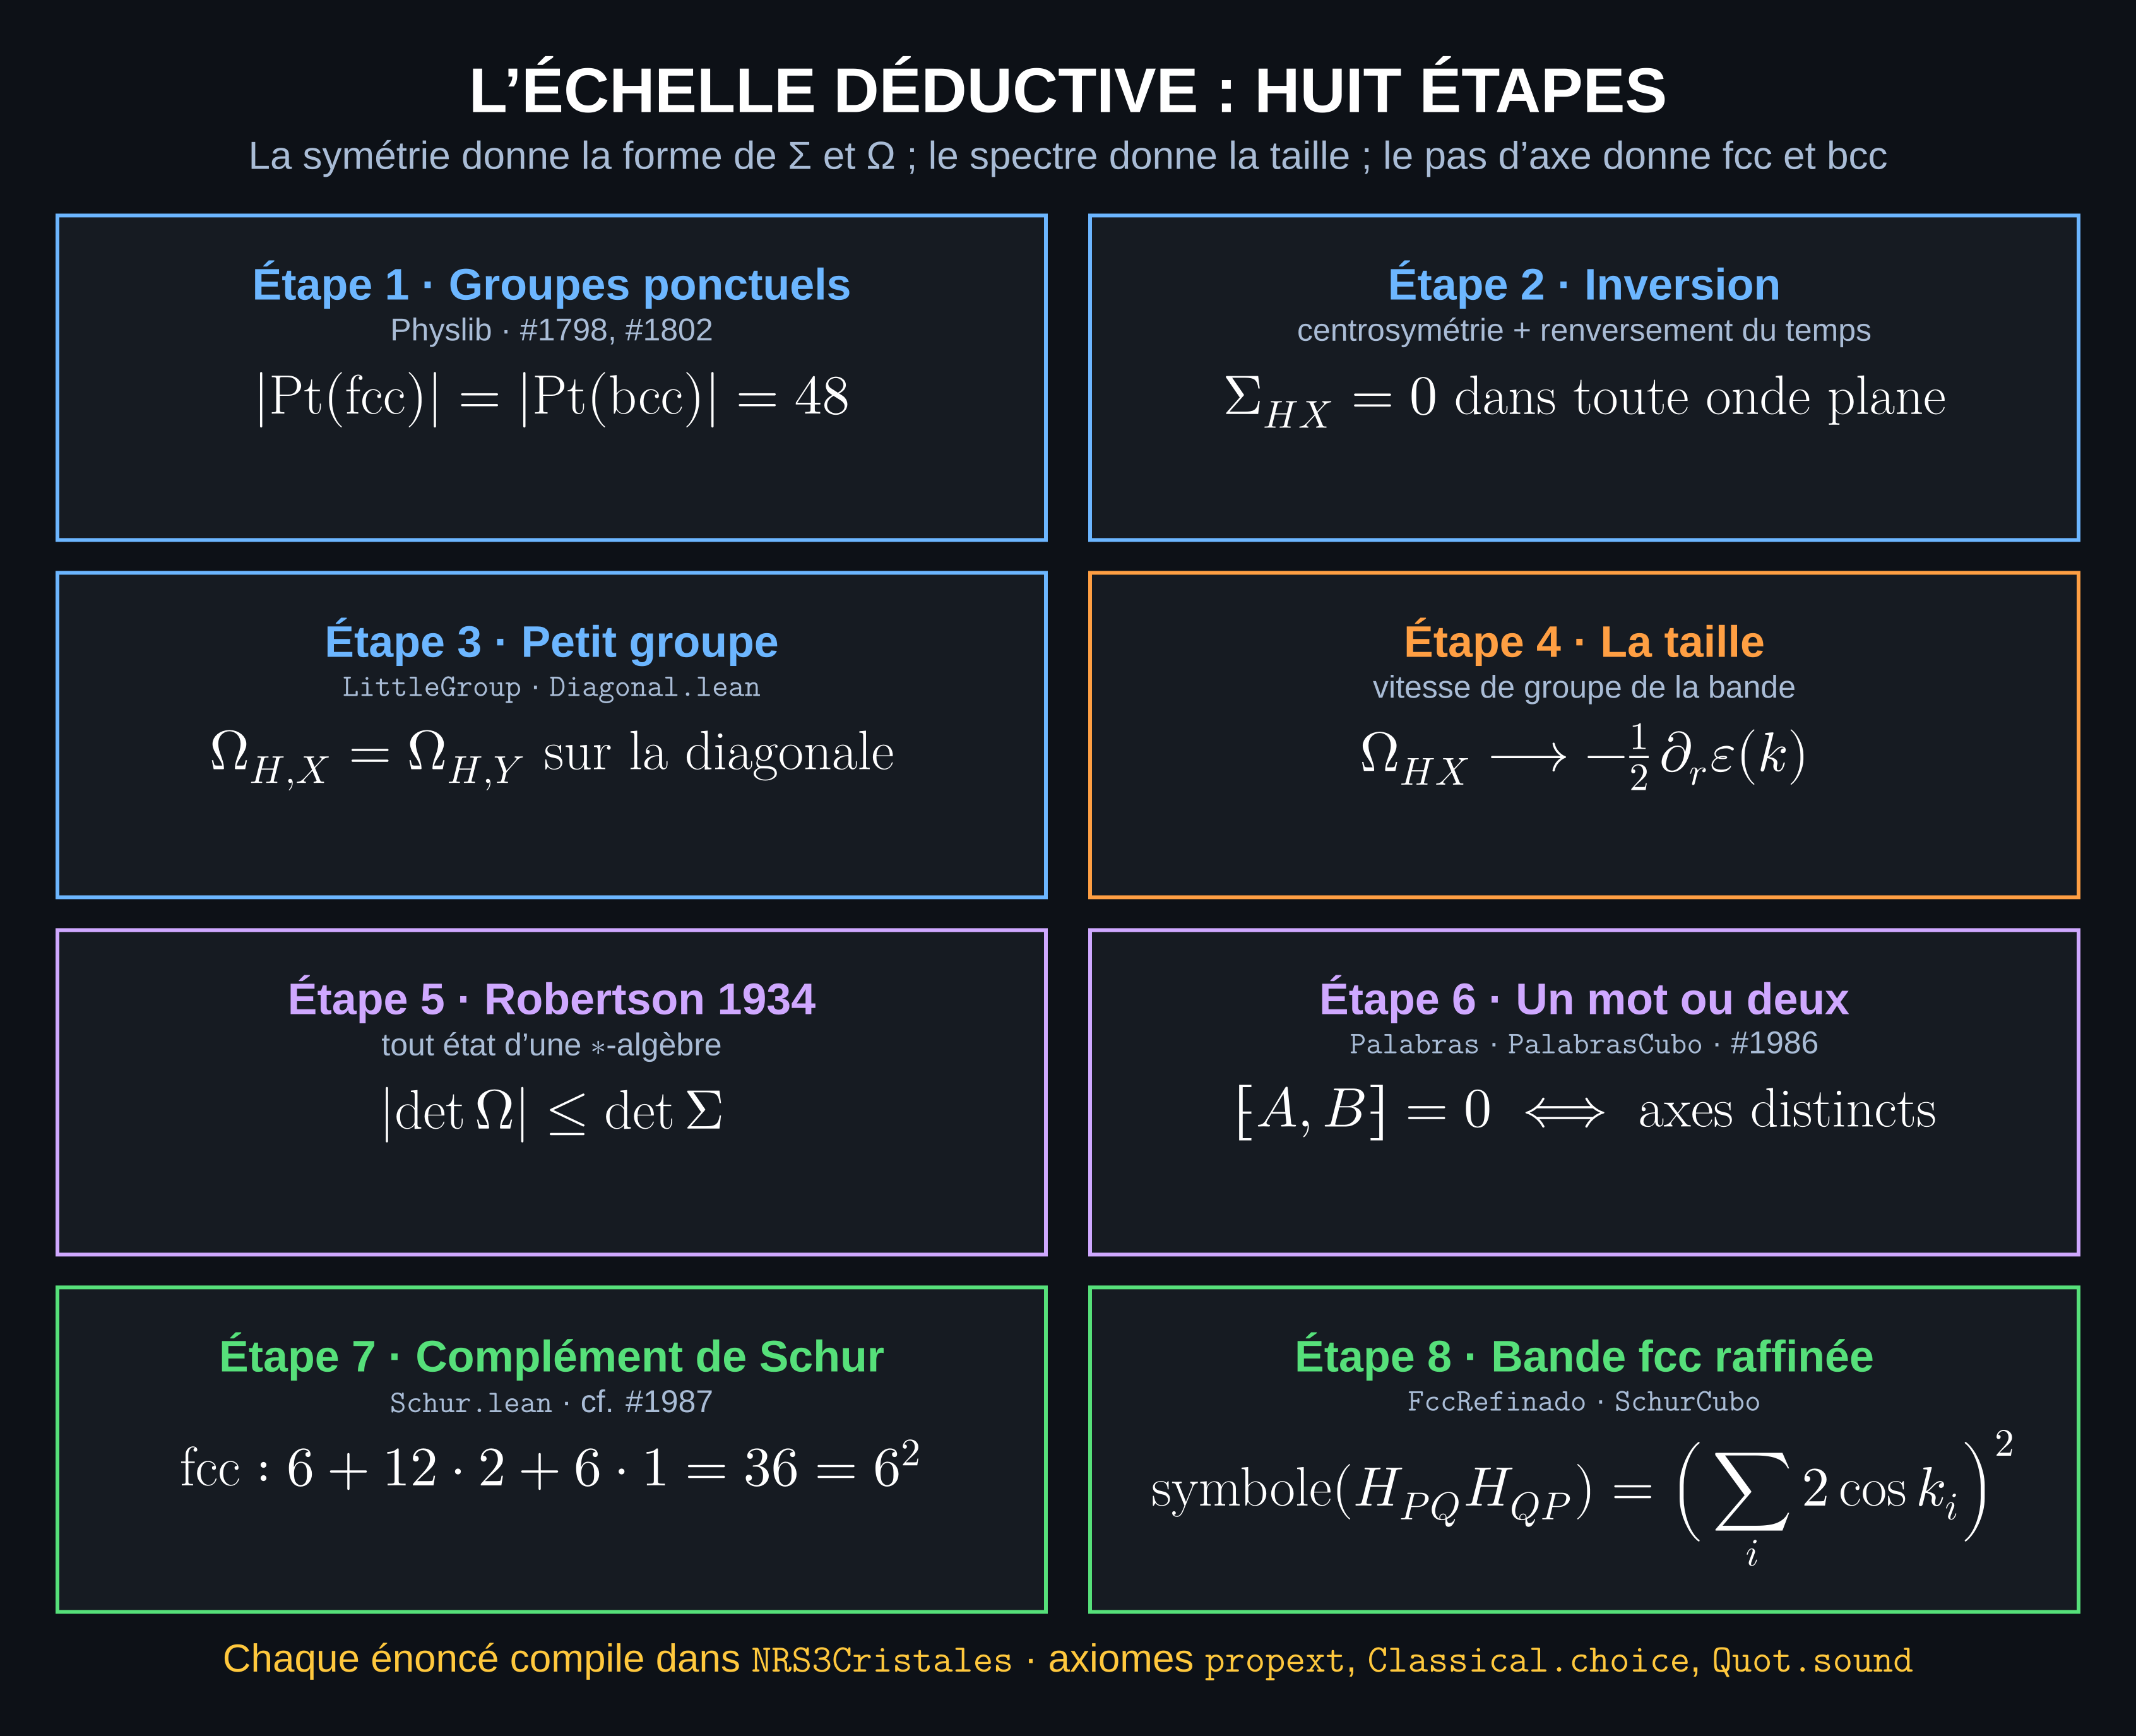 L’ÉCHELLE DÉDUCTIVE : HUIT ÉTAPES
La symétrie donne la forme de Σ et Ω ; le spectre donne la taille ; le pas d’axe donne fcc et bcc
Étape 1 · Groupes ponctuels
Physlib · #1798, #1802
|Pt(fcc)| = |Pt(bcc)| = 48
Étape 2 · Inversion
centrosymétrie + renversement du temps
Σ_{HX} = 0 dans toute onde plane
Étape 3 · Petit groupe
LittleGroup · Diagonal.lean
Ω_{H,X} = Ω_{H,Y} sur la diagonale
Étape 4 · La taille
vitesse de groupe de la bande
Ω_{HX} ⟶ −½ ∂_r ε(k)
Étape 5 · Robertson 1934
tout état d’une ∗-algèbre
|det Ω| ≤ det Σ
Étape 6 · Un mot ou deux
Palabras · PalabrasCubo · #1986
[A, B] = 0 ⟺ axes distincts
Étape 7 · Complément de Schur
Schur.lean · cf. #1987
fcc : 6 + 12 · 2 + 6 · 1 = 36 = 6²
Étape 8 · Bande fcc raffinée
FccRefinado · SchurCubo
symbole(H_{PQ}H_{QP}) = (∑_i 2 cos k_i)²
Chaque énoncé compile dans NRS3Cristales · axiomes propext, Classical.choice, Quot.sound